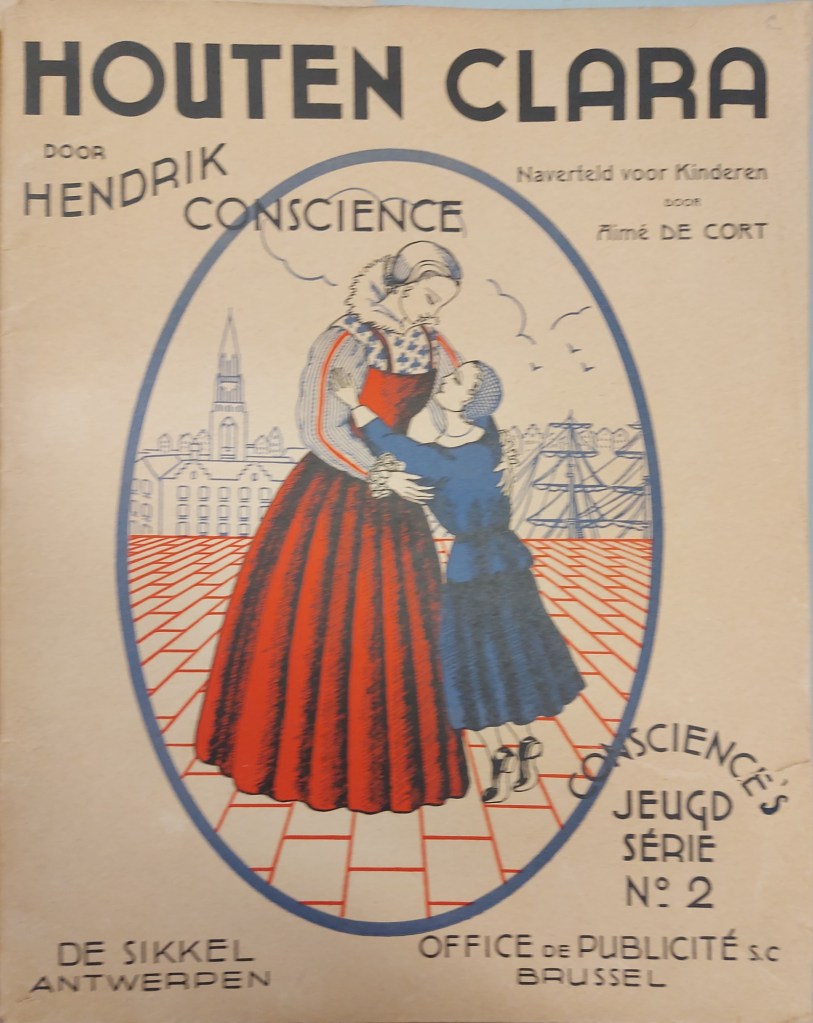 HOUTEN CLARA
DOOR
HENDRIK
CONSCIENCE
Naverteld voor Kinderen
DOOR
Aimé DE CORT
CONSCIENCE'S
JEUGD
SÉRIE
No 2
DE SIKKEL
ANTWERPEN
OFFICE DE PUBLICITÉ S.C
BRUSSEL